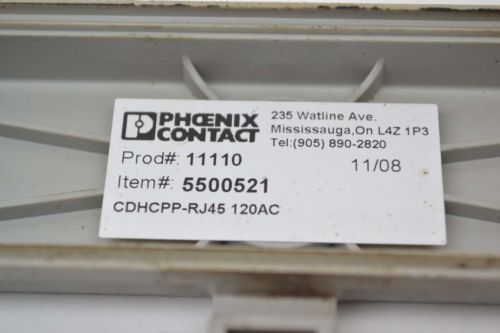 PHŒNIX
CONTACT
235 Watline Ave.
Mississauga,On L4Z 1P3
Tel:(905) 890-2820
Prod#: 11110
11/08
Item#: 5500521
CDHCPP-RJ45 120AC